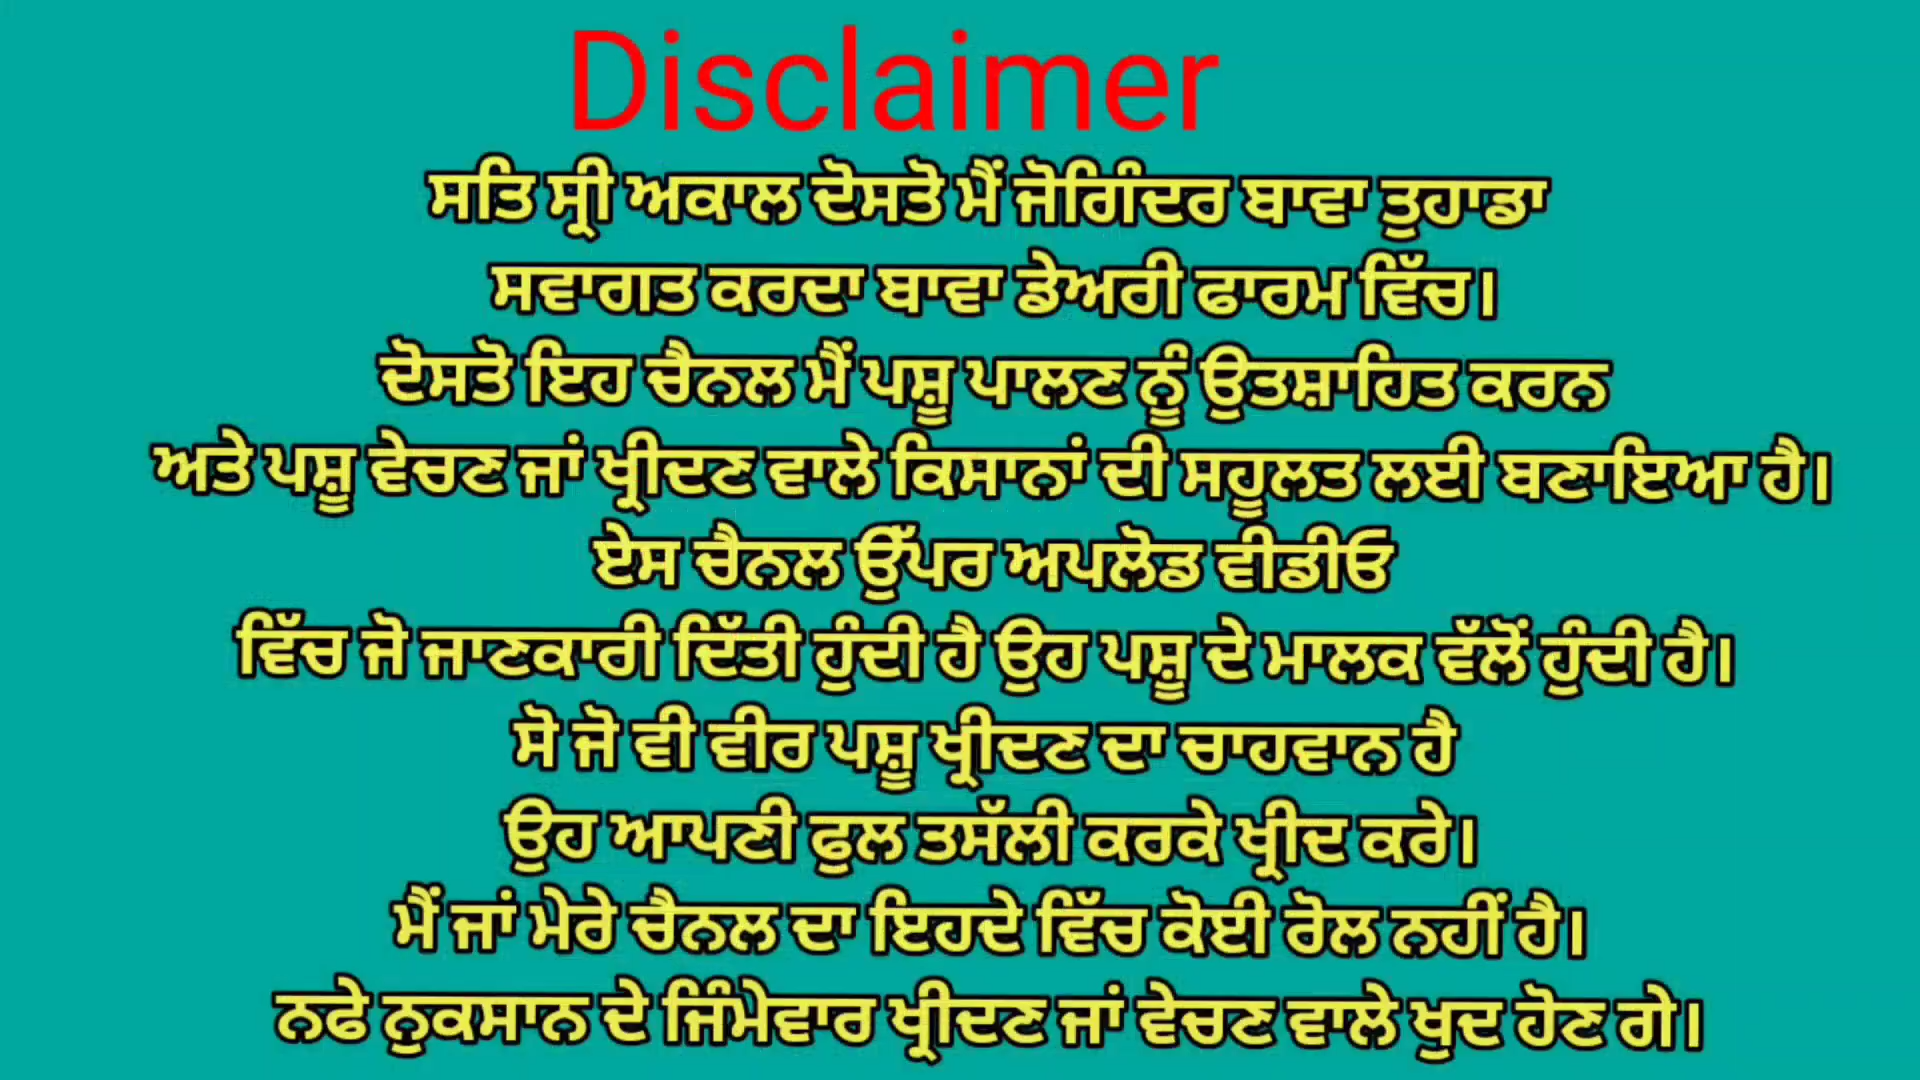 Disclaimer
ਸਤਿ ਸ੍ਰੀ ਅਕਾਲ ਦੋਸਤੋ ਮੈਂ ਜੋਗਿੰਦਰ ਬਾਵਾ ਤੁਹਾਡਾ
ਸਵਾਗਤ ਕਰਦਾ ਬਾਵਾ ਡੇਅਰੀ ਫਾਰਮ ਵਿੱਚ।
ਦੋਸਤੋ ਇਹ ਚੈਨਲ ਮੈਂ ਪਸ਼ੂ ਪਾਲਣ ਨੂੰ ਉਤਸ਼ਾਹਿਤ ਕਰਨ
ਅਤੇ ਪਸ਼ੂ ਵੇਚਣ ਜਾਂ ਖ੍ਰੀਦਣ ਵਾਲੇ ਕਿਸਾਨਾਂ ਦੀ ਸਹੂਲਤ ਲਈ ਬਣਾਇਆ ਹੈ।
ਏਸ ਚੈਨਲ ਉੱਪਰ ਅਪਲੋਡ ਵੀਡੀਓ
ਵਿੱਚ ਜੋ ਜਾਣਕਾਰੀ ਦਿੱਤੀ ਹੁੰਦੀ ਹੈ ਉਹ ਪਸ਼ੂ ਦੇ ਮਾਲਕ ਵੱਲੋਂ ਹੁੰਦੀ ਹੈ।
ਸੋ ਜੋ ਵੀ ਵੀਰ ਪਸ਼ੂ ਖ੍ਰੀਦਣ ਦਾ ਚਾਹਵਾਨ ਹੈ
ਉਹ ਆਪਣੀ ਫੁਲ ਤਸੱਲੀ ਕਰਕੇ ਖ੍ਰੀਦ ਕਰੇ।
ਮੈਂ ਜਾਂ ਮੇਰੇ ਚੈਨਲ ਦਾ ਇਹਦੇ ਵਿੱਚ ਕੋਈ ਰੋਲ ਨਹੀਂ ਹੈ।
ਨਫੇ ਨੁਕਸਾਨ ਦੇ ਜਿੰਮੇਵਾਰ ਖ੍ਰੀਦਣ ਜਾਂ ਵੇਚਣ ਵਾਲੇ ਖੁਦ ਹੋਣ ਗੇ।